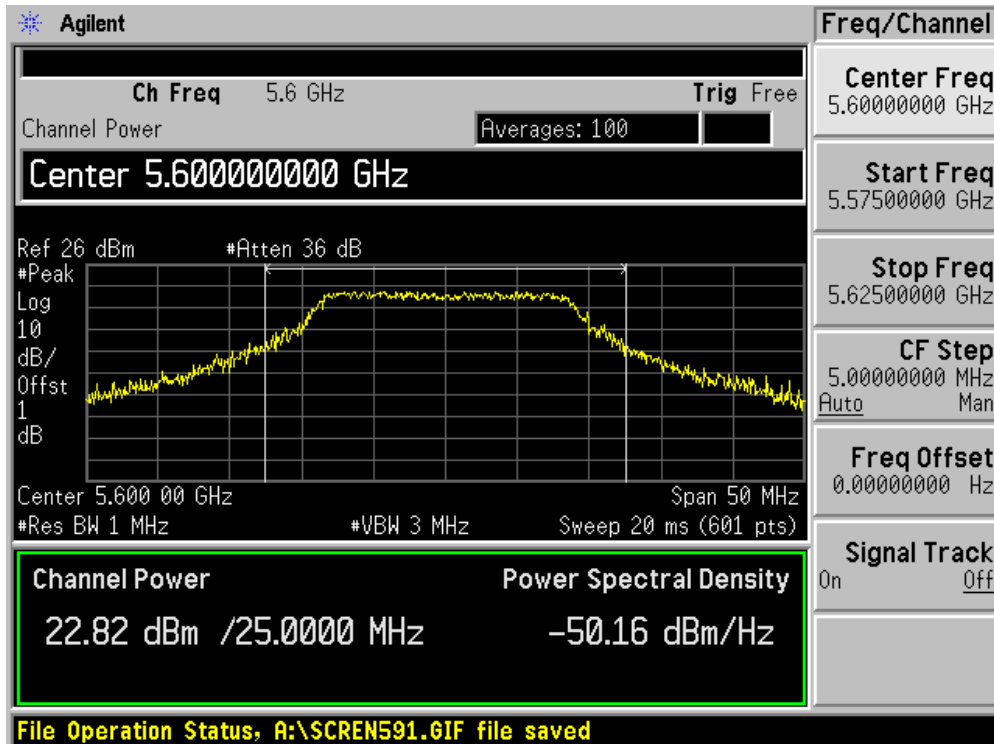 Agilent
Freq/Channel
Ch Freq 5.6 GHz Trig Free
Channel Power Averages: 100
Center 5.600000000 GHz
Ref 26 dBm #Atten 36 dB
#Peak
Log
10
dB/
Offst
1
dB
Center 5.600 00 GHz Span 50 MHz
#Res BW 1 MHz #VBW 3 MHz Sweep 20 ms (601 pts)
Channel Power Power Spectral Density
22.82 dBm /25.0000 MHz -50.16 dBm/Hz
Center Freq
5.60000000 GHz
Start Freq
5.57500000 GHz
Stop Freq
5.62500000 GHz
CF Step
5.00000000 MHz
Auto Man
Freq Offset
0.00000000 Hz
Signal Track
On Off
File Operation Status, A:\SCREN591.GIF file saved